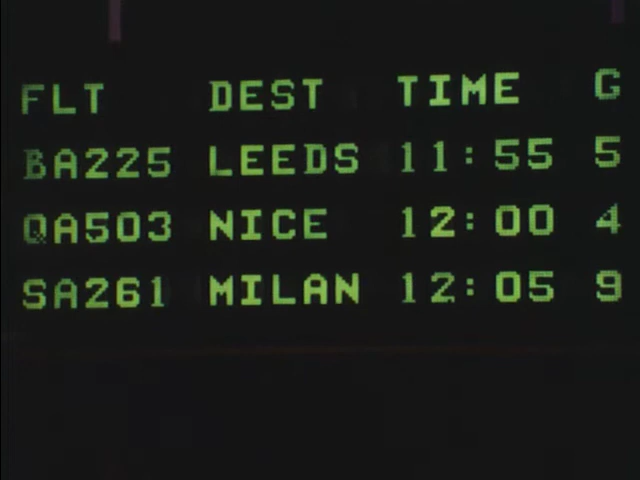 FLT DEST TIME G
BA225 LEEDS 11:55 5
QA503 NICE 12:00 4
SA261 MILAN 12:05 9